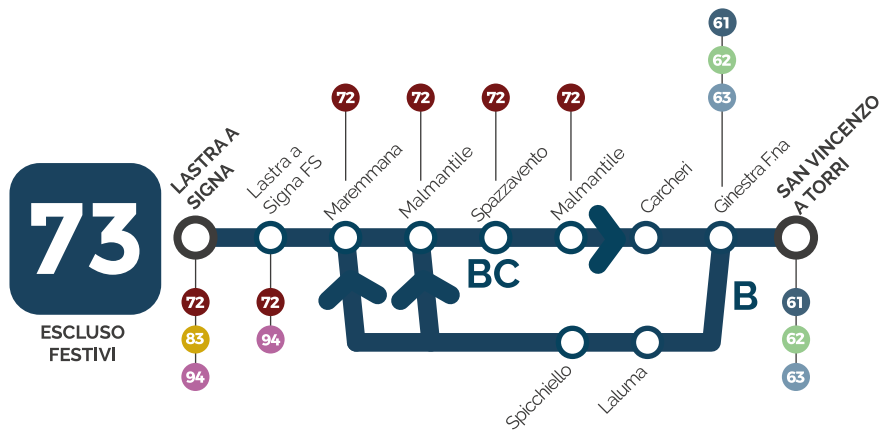 61
62
63
72
72
72
72
LASTRA A
SIGNA
Lastra a
Signa FS
Maremmana
Malmantile
Spazzavento
Malmantile
Carcheri
Ginestra F.na
SAN VINCENZO
A TORRI
73
BC
B
ESCLUSO
FESTIVI
72
83
94
72
94
Spicchiello
Laluma
61
62
63